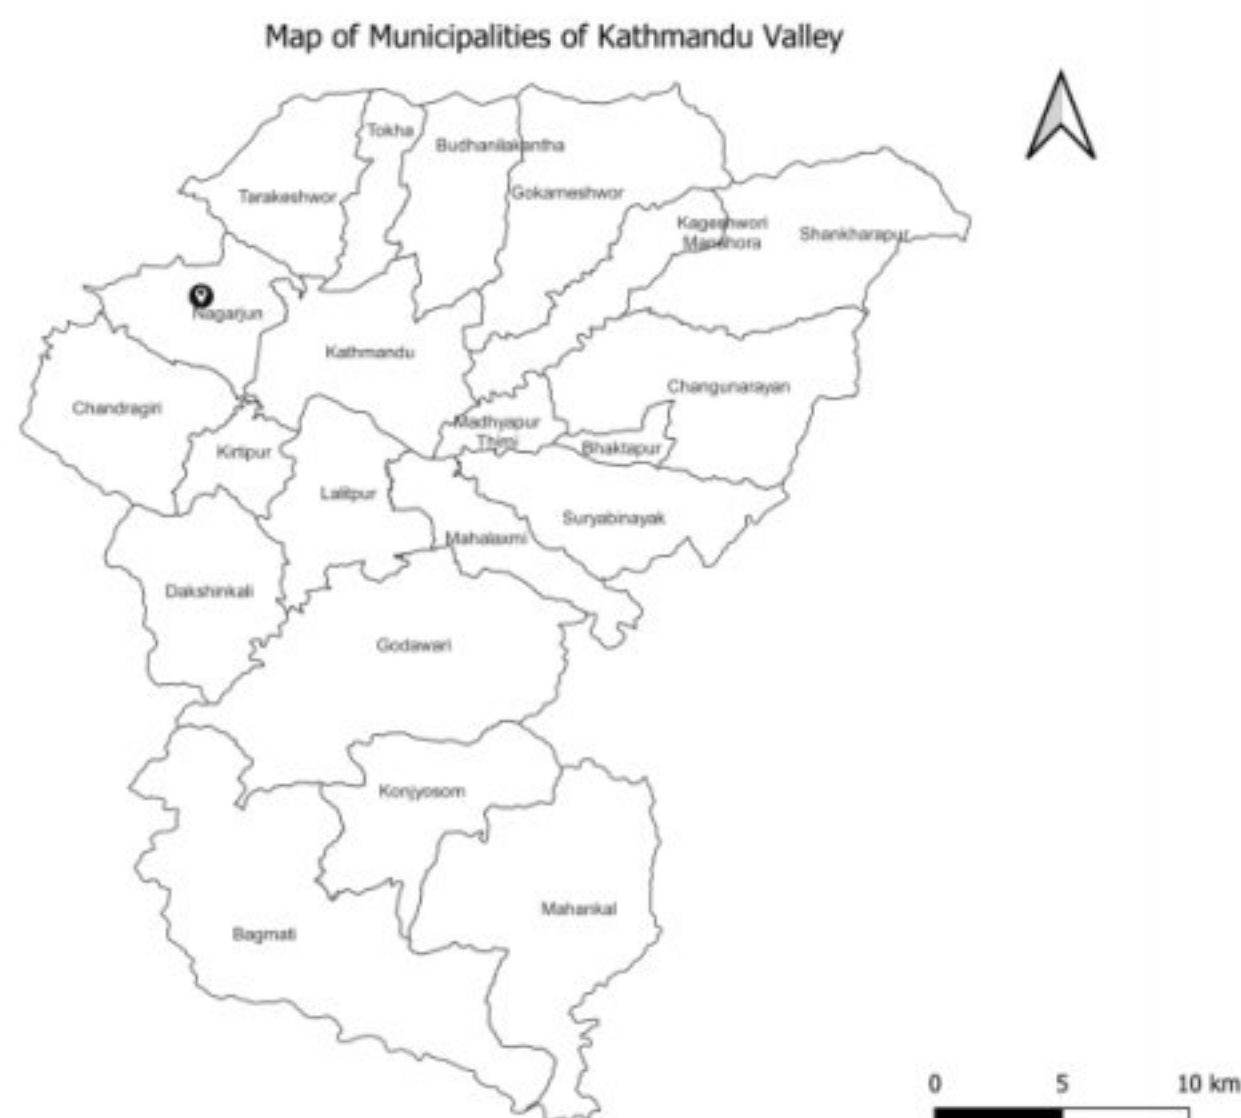 Map of Municipalities of Kathmandu Valley
Tokha
Budhanilakantha
Tarakeshwor
Gokarneshwor
Kageshwori
Manahora
Shankharapur
Nagarjun
Kathmandu
Changunarayan
Chandragiri
Madhyapur
Thimi
Bhaktapur
Kirtipur
Lalitpur
Suryabinayak
Mahalaxmi
Dakshinkali
Godawari
Konjyosom
Mahankal
Bagmati
0 5 10 km